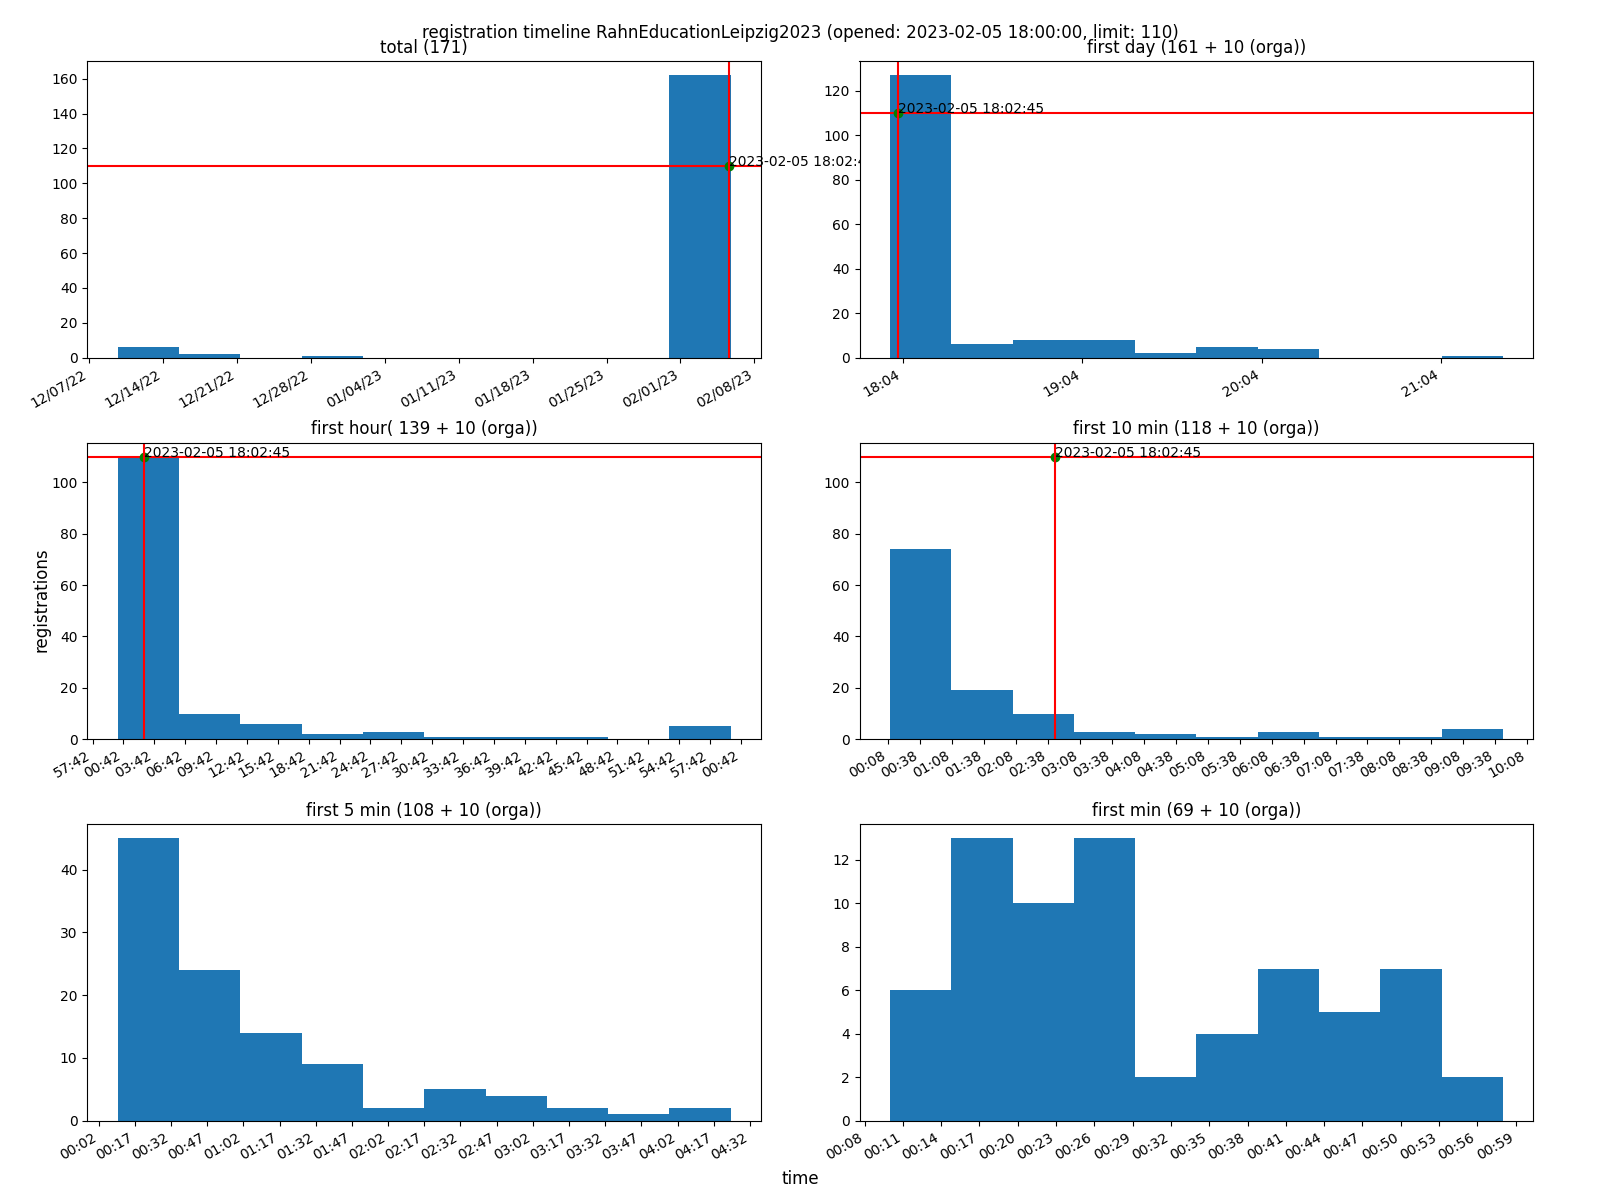 registration timeline RahnEducationLeipzig2023 (opened: 2023-02-05 18:00:00, limit: 110)
total (171)
160
140
120
100
80
60
40
20
0
2023-02-05 18:02:4
12/07/22 12/14/22 12/21/22 12/28/22 01/04/23 01/11/23 01/18/23 01/25/23 02/01/23 02/08/23
first day (161 + 10 (orga))
120
100
80
60
40
20
0
2023-02-05 18:02:45
18:04 19:04 20:04 21:04
first hour( 139 + 10 (orga))
registrations
100
80
60
40
20
0
2023-02-05 18:02:45
57:42 00:42 03:42 06:42 09:42 12:42 15:42 18:42 21:42 24:42 27:42 30:42 33:42 36:42 39:42 42:42 45:42 48:42 51:42 54:42 57:42 00:42
first 10 min (118 + 10 (orga))
100
80
60
40
20
0
2023-02-05 18:02:45
00:08 00:38 01:08 01:38 02:08 02:38 03:08 03:38 04:08 04:38 05:08 05:38 06:08 06:38 07:08 07:38 08:08 08:38 09:08 09:38 10:08
first 5 min (108 + 10 (orga))
40
30
20
10
0
00:02 00:17 00:32 00:47 01:02 01:17 01:32 01:47 02:02 02:17 02:32 02:47 03:02 03:17 03:32 03:47 04:02 04:17 04:32
first min (69 + 10 (orga))
12
10
8
6
4
2
0
00:08 00:11 00:14 00:17 00:20 00:23 00:26 00:29 00:32 00:35 00:38 00:41 00:44 00:47 00:50 00:53 00:56 00:59
time